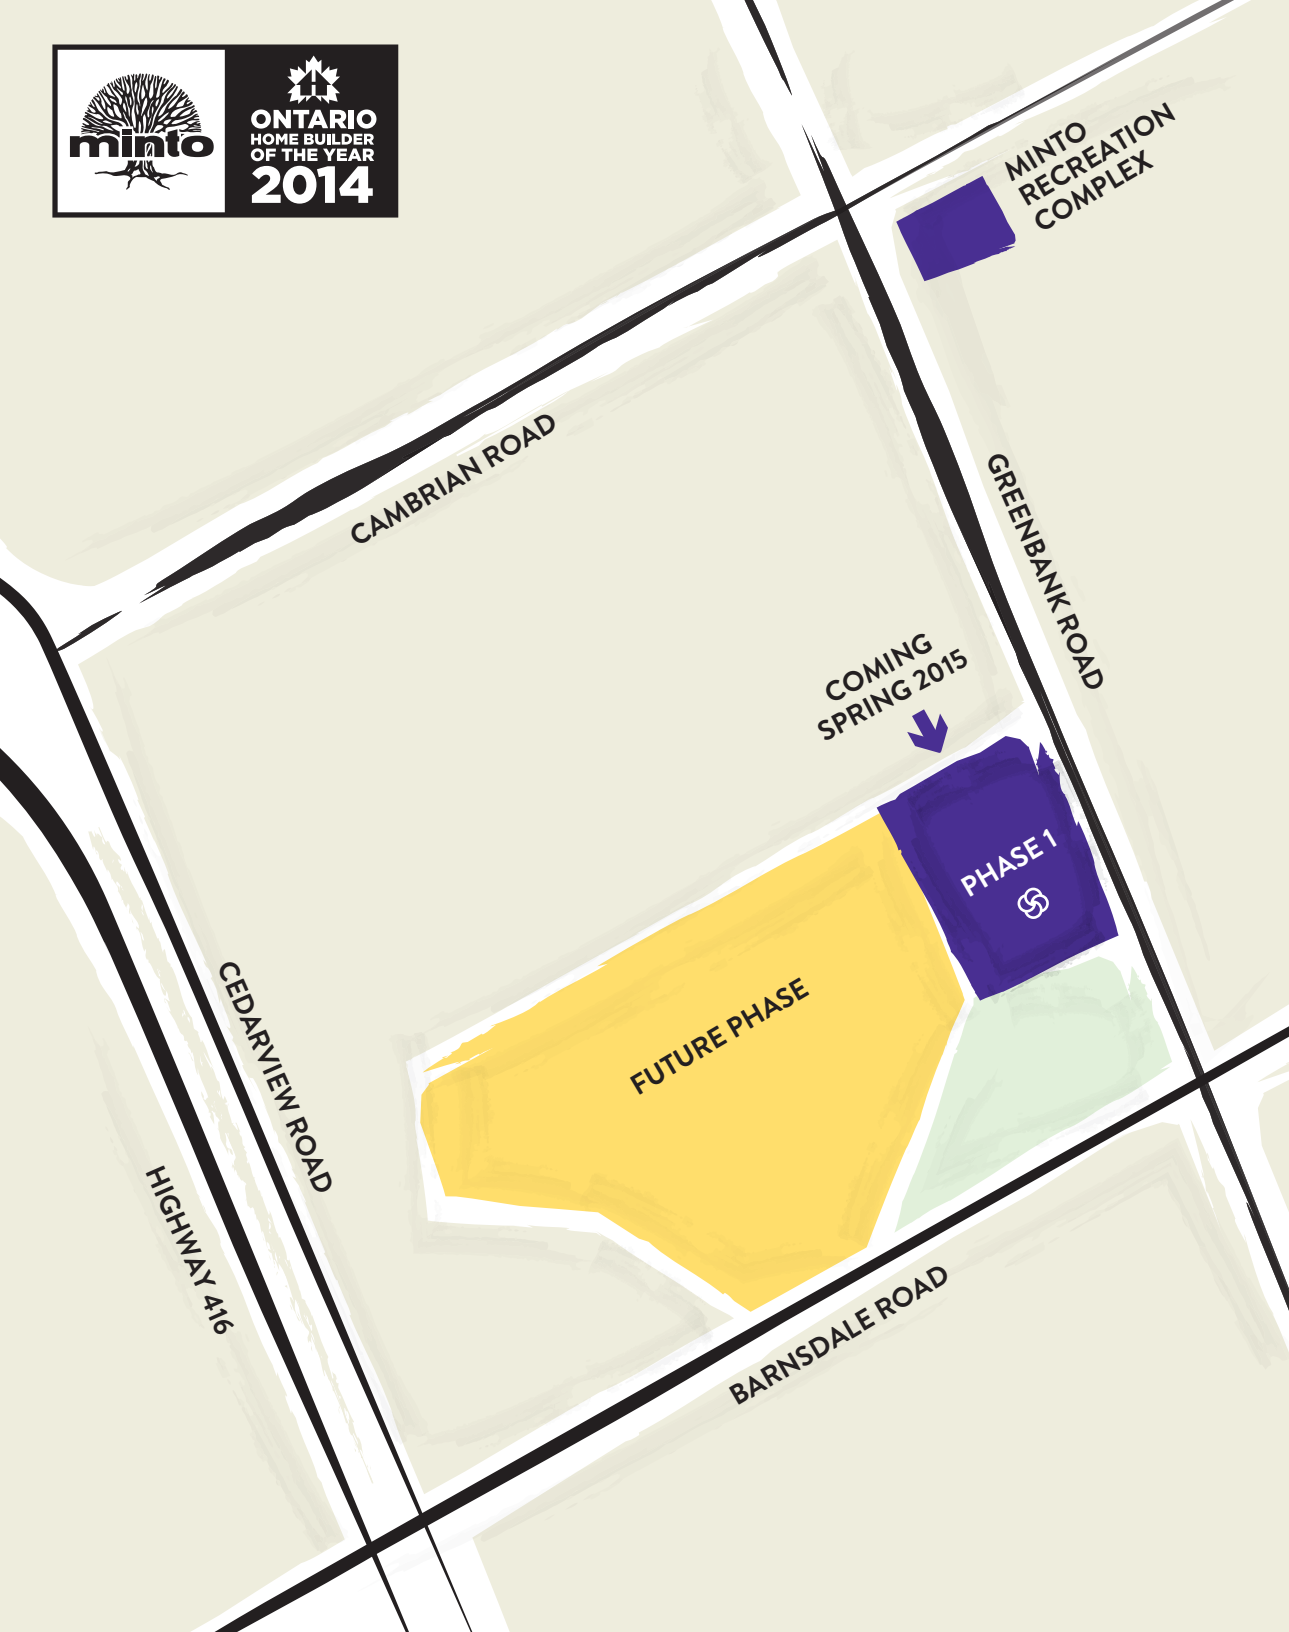 minto
ONTARIO
HOME BUILDER
OF THE YEAR
2014
MINTO
RECREATION
COMPLEX
CAMBRIAN ROAD
GREENBANK ROAD
COMING
SPRING 2015
PHASE 1
FUTURE PHASE
CEDARVIEW ROAD
HIGHWAY 416
BARNSDALE ROAD